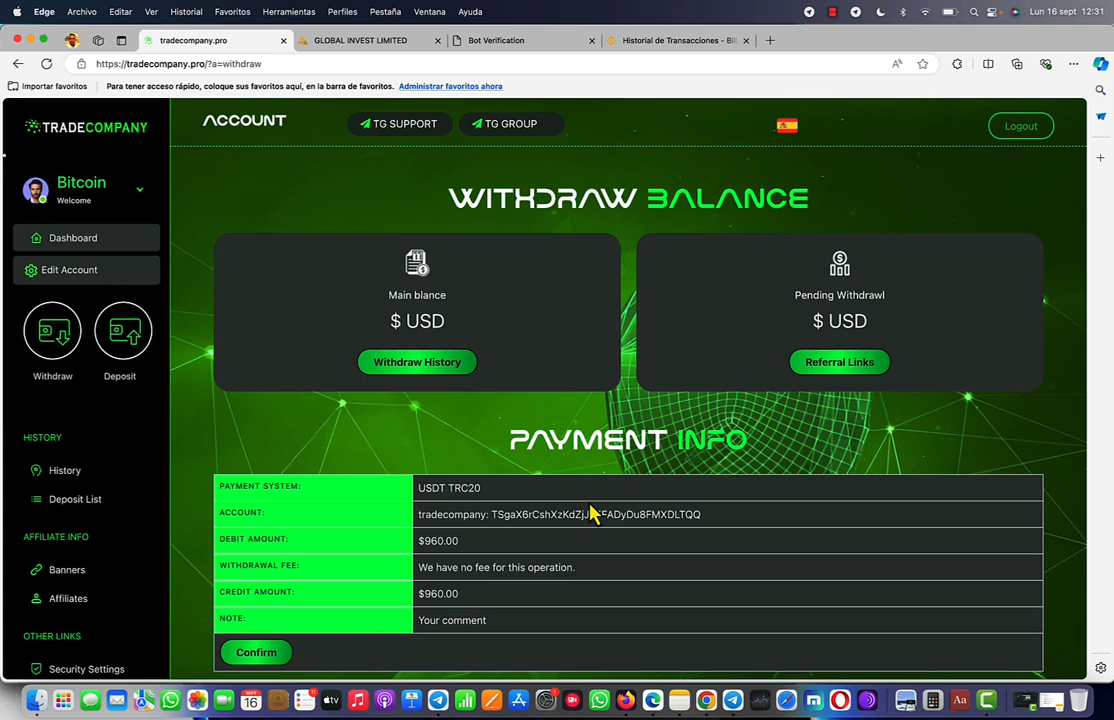 Edge Archivo Editar Ver Historial Favoritos Herramientas Perfiles Pestaña Ventana Ayuda Lun 16 sept 12:31
tradecompany.pro GLOBAL INVEST LIMITED Bot Verification Historial de Transacciones - Bil
https://tradecompany.pro/?a=withdraw
Importar favoritos Para tener acceso rápido, coloque sus favoritos aquí, en la barra de favoritos. Administrar favoritos ahora
TRADECOMPANY
ACCOUNT TG SUPPORT TG GROUP Logout
Bitcoin
Welcome
Dashboard
Edit Account
Withdraw Deposit
HISTORY
History
Deposit List
AFFILIATE INFO
Banners
Affiliates
OTHER LINKS
Security Settings
WITHDRAW BALANCE
Main blance
$ USD
Withdraw History
Pending Withdrawl
$ USD
Referral Links
PAYMENT INFO
PAYMENT SYSTEM: USDT TRC20
ACCOUNT: tradecompany:
DEBIT AMOUNT: $960.00
WITHDRAWAL FEE: We have no fee for this operation.
CREDIT AMOUNT: $960.00
NOTE: Your comment
Confirm